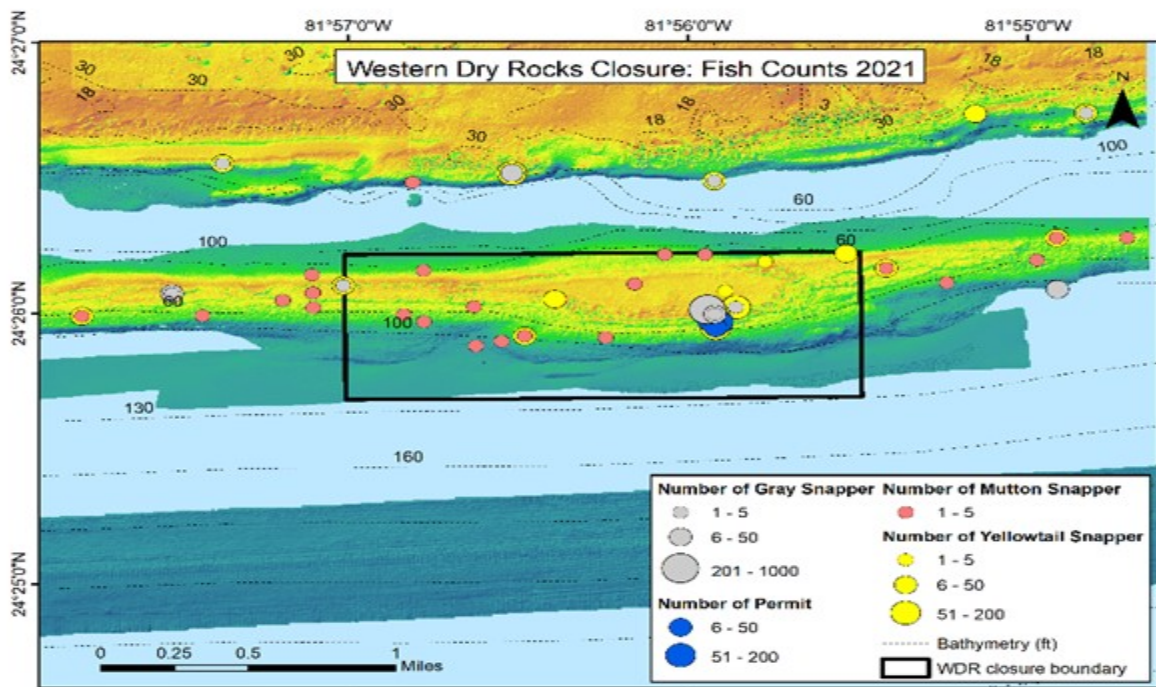 81°57'0"W 81°56'0"W 81°55'0"W
24°27'0"N
Western Dry Rocks Closure: Fish Counts 2021
N
30 30 18
18 30 3
30 18 30
100
60
100 60
24°26'0"N
60
100
130
160
24°25'0"N
Number of Gray Snapper
1 - 5
6 - 50
201 - 1000
Number of Permit
6 - 50
51 - 200
Number of Mutton Snapper
1 - 5
Number of Yellowtail Snapper
1 - 5
6 - 50
51 - 200
Bathymetry (ft)
WDR closure boundary
0 0.25 0.5 1
Miles